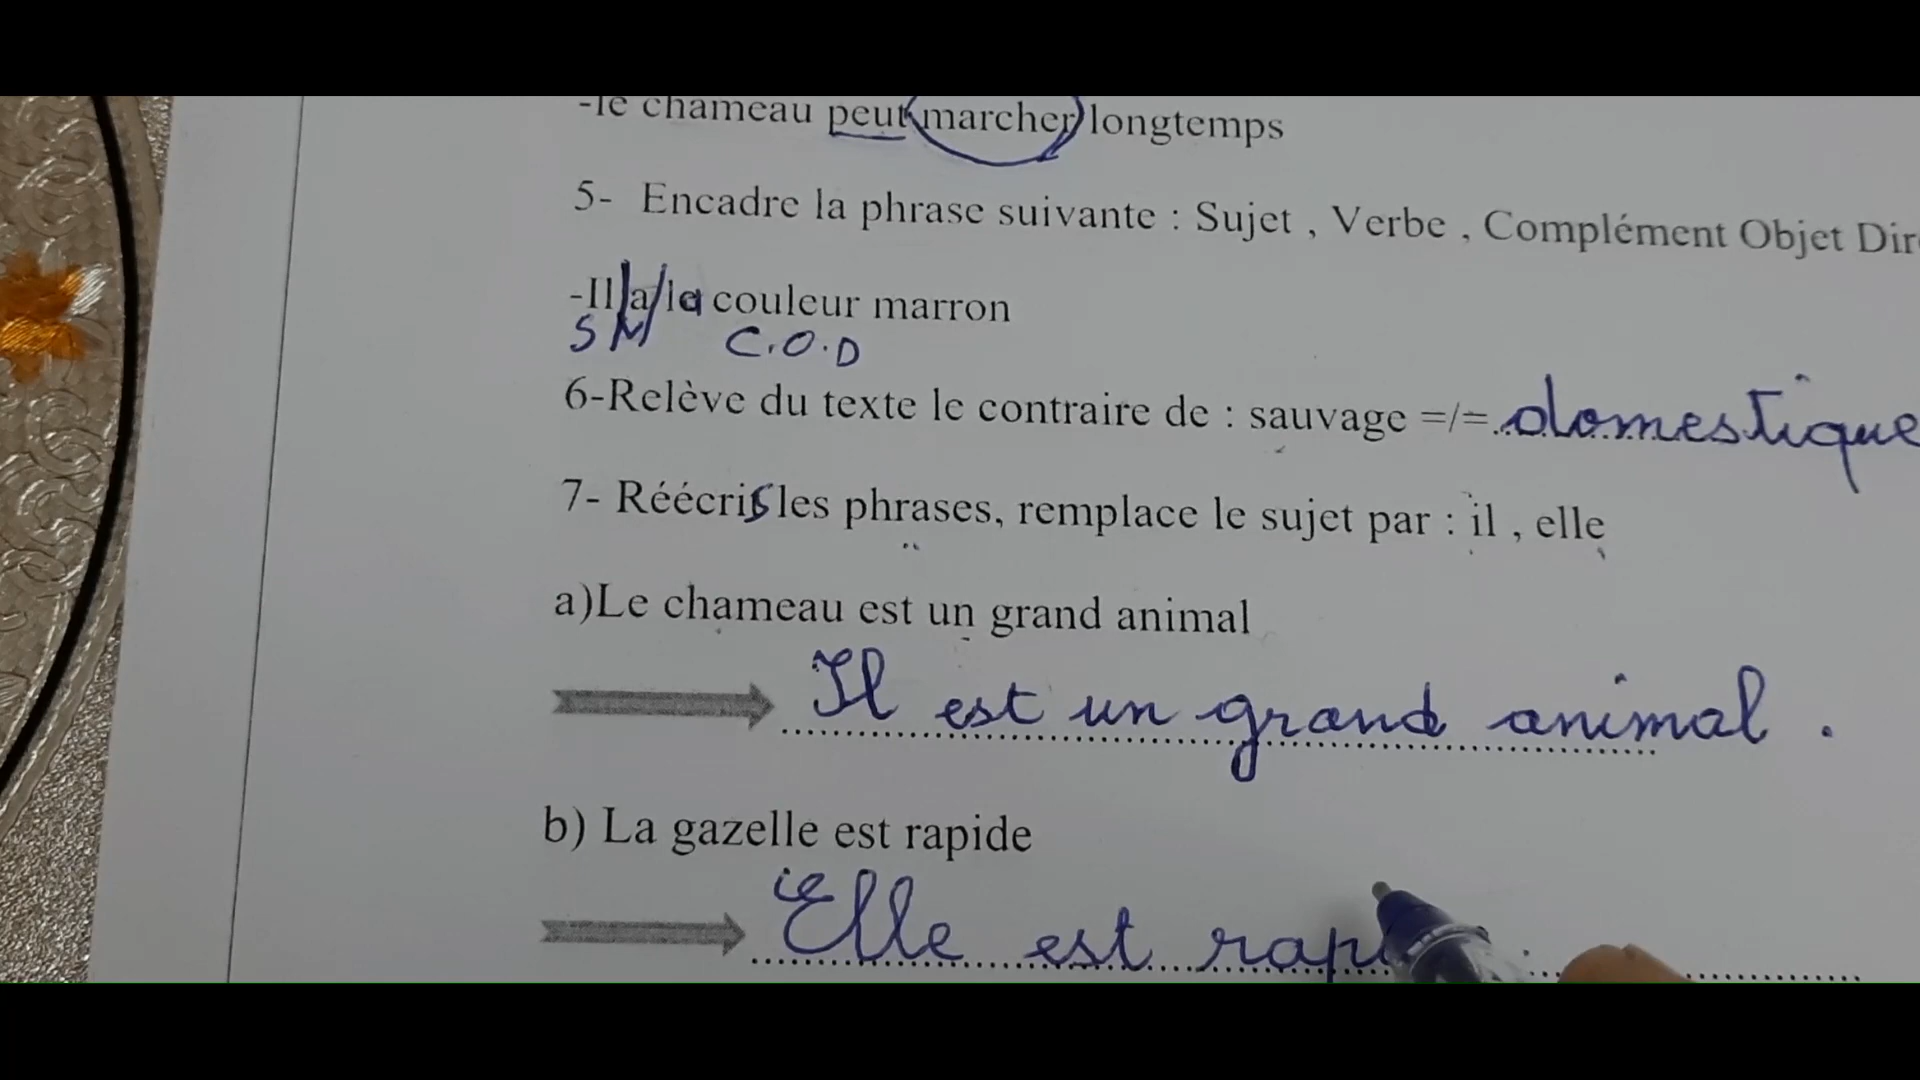 -le chameau peut marcher longtemps
5- Encadre la phrase suivante : Sujet , Verbe , Complément Objet Dir
-Il/a/la couleur marron
S V C.O.D
6-Relève du texte le contraire de : sauvage =/= domestique
7- Réécris les phrases, remplace le sujet par : il , elle
a)Le chameau est un grand animal
Il est un grand animal .
b) La gazelle est rapide
Elle est rapi